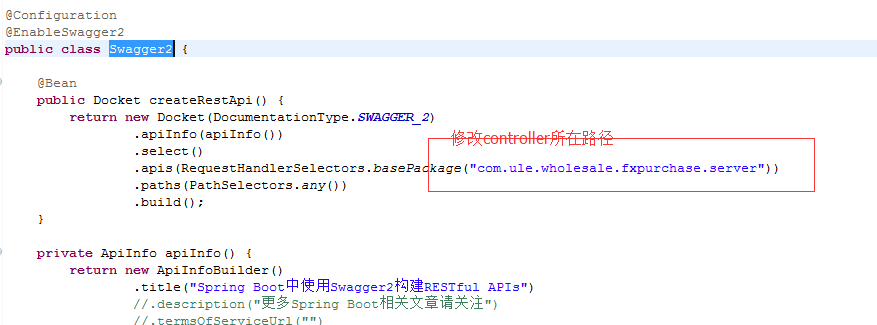 @Configuration
@EnableSwagger2
public class Swagger2 {
@Bean
public Docket createRestApi() {
return new Docket(DocumentationType.SWAGGER_2)
.apiInfo(apiInfo())
修改controller所在路径
.select()
.apis(RequestHandlerSelectors.basePackage("com.ule.wholesale.fxpurchase.server"))
.paths(PathSelectors.any())
.build();
}
private ApiInfo apiInfo() {
return new ApiInfoBuilder()
.title("Spring Boot中使用Swagger2构建RESTful APIs")
//.description("更多Spring Boot相关文章请关注")
//.termsOfServiceUrl("")